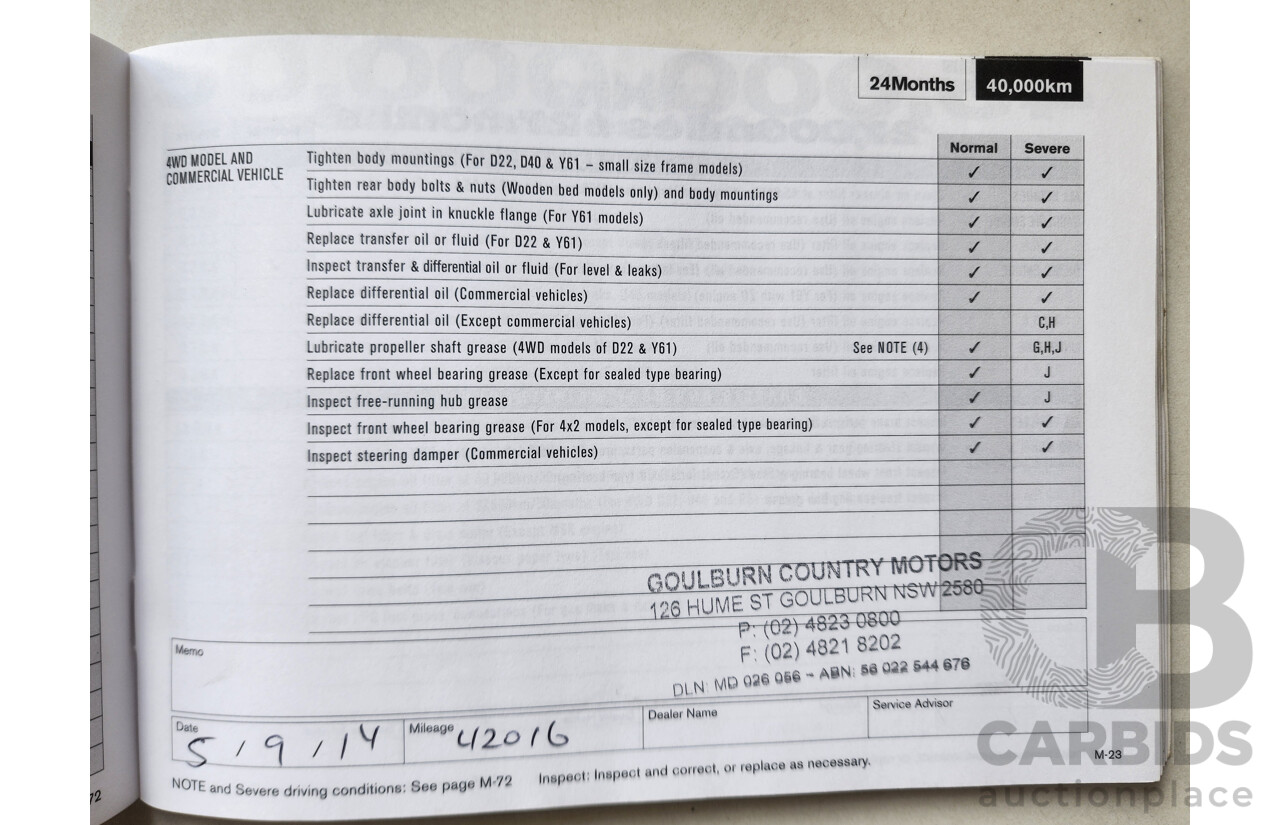 24Months 40,000km
Normal Severe
4WD MODEL AND
COMMERCIAL VEHICLE
Tighten body mountings (For D22, D40 & Y61 – small size frame models) ✓ ✓
Tighten rear body bolts & nuts (Wooden bed models only) and body mountings ✓ ✓
Lubricate axle joint in knuckle flange (For Y61 models) ✓ ✓
Replace transfer oil or fluid (For D22 & Y61) ✓ ✓
Inspect transfer & differential oil or fluid (For level & leaks) ✓ ✓
Replace differential oil (Commercial vehicles) ✓ ✓
Replace differential oil (Except commercial vehicles) C,H
Lubricate propeller shaft grease (4WD models of D22 & Y61) See NOTE (4) ✓ G,H,J
Replace front wheel bearing grease (Except for sealed type bearing) ✓ J
Inspect free-running hub grease ✓ J
Inspect front wheel bearing grease (For 4x2 models, except for sealed type bearing) ✓ ✓
Inspect steering damper (Commercial vehicles) ✓ ✓
GOULBURN COUNTRY MOTORS
126 HUME ST GOULBURN NSW 2580
P: (02) 4823 0800
F: (02) 4821 8202
DLN: MD 026 056 - ABN: 56 022 544 676
Memo
Date 5/9/14 Mileage 42016 Dealer Name Service Advisor
NOTE and Severe driving conditions: See page M-72 Inspect: Inspect and correct, or replace as necessary.
M-23
72
CARBIDS
auctionplace